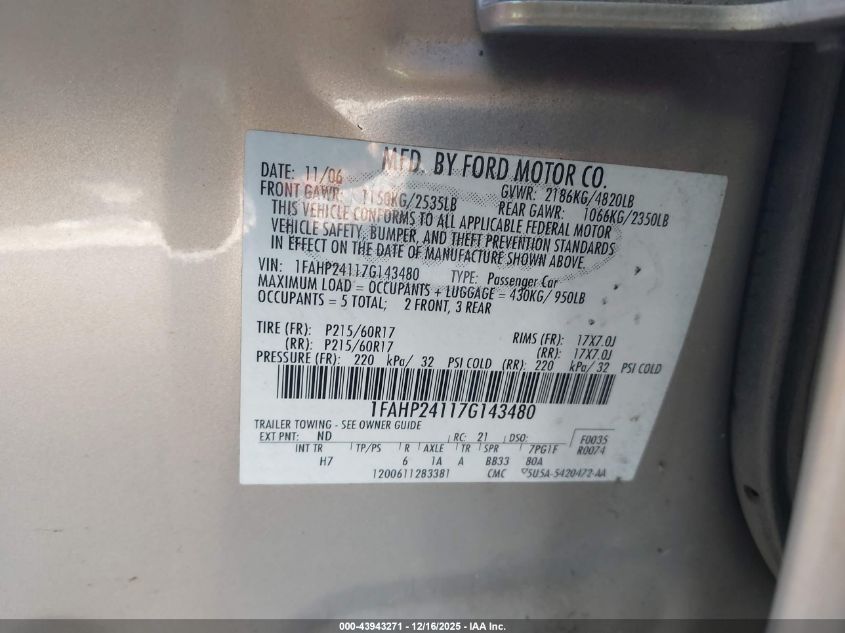 MFD. BY FORD MOTOR CO.
DATE: 11/06 GVWR: 2186KG/4820LB
FRONT GAWR: 1150KG/2535LB REAR GAWR: 1066KG/2350LB
THIS VEHICLE CONFORMS TO ALL APPLICABLE FEDERAL MOTOR
VEHICLE SAFETY, BUMPER, AND THEFT PREVENTION STANDARDS
IN EFFECT ON THE DATE OF MANUFACTURE SHOWN ABOVE.
VIN: 1FAHP24117G143480 TYPE: Passenger Car
MAXIMUM LOAD = OCCUPANTS + LUGGAGE = 430KG/ 950LB
OCCUPANTS = 5 TOTAL; 2 FRONT, 3 REAR
TIRE (FR): P215/60R17 RIMS (FR): 17X7.0J
(RR): P215/60R17 (RR): 17X7.0J
PRESSURE (FR): 220 kPa/ 32 PSI COLD (RR): 220 kPa/ 32 PSI COLD
1FAHP24117G143480
TRAILER TOWING - SEE OWNER GUIDE
EXT PNT: ND RC: 21 DSO: F0035
INT TR TP/PS R AXLE TR SPR 7PG1F R0074
H7 6 1A A BB33 80A
1200611283381 CMC 5USA-5420472-AA
000-43943271 - 12/16/2025 - IAA Inc.